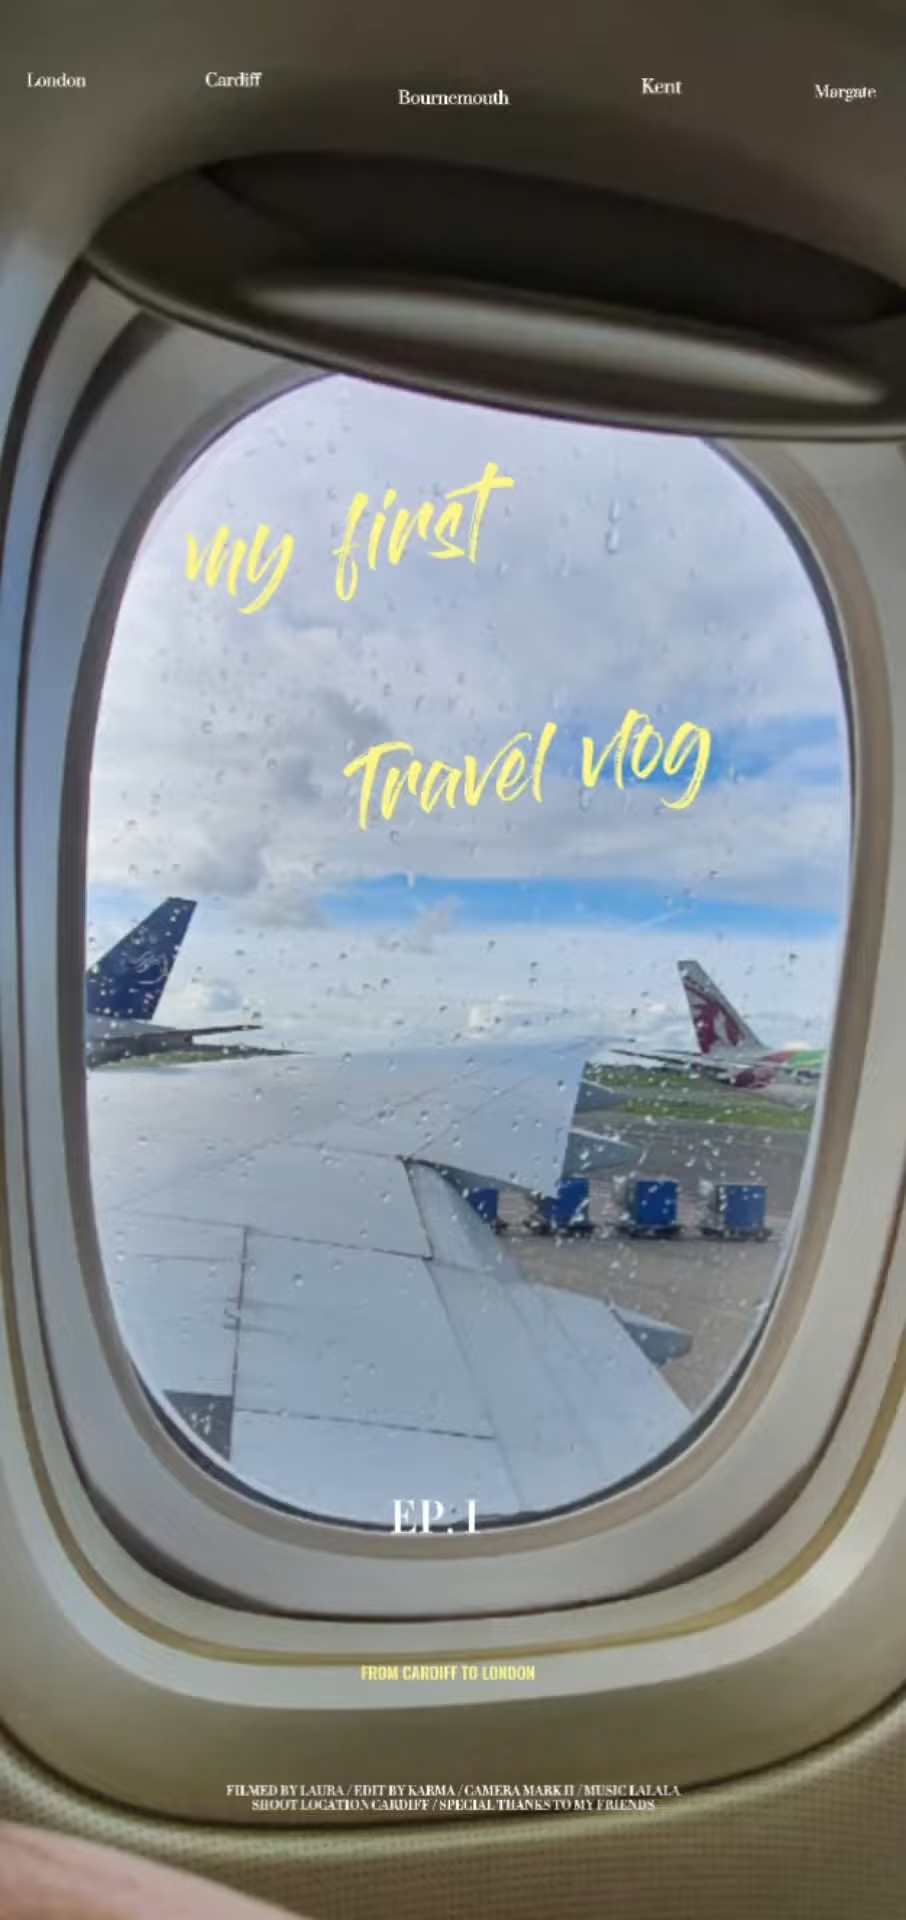 London Cardiff Bournemouth Kent Margate
my first
Travel vlog
EP. 1
FROM CARDIFF TO LONDON
FILMED BY LAURA / EDIT BY KARMA / CAMERA MARK II / MUSIC LALALA
SHOOT LOCATION CARDIFF / SPECIAL THANKS TO MY FRIENDS